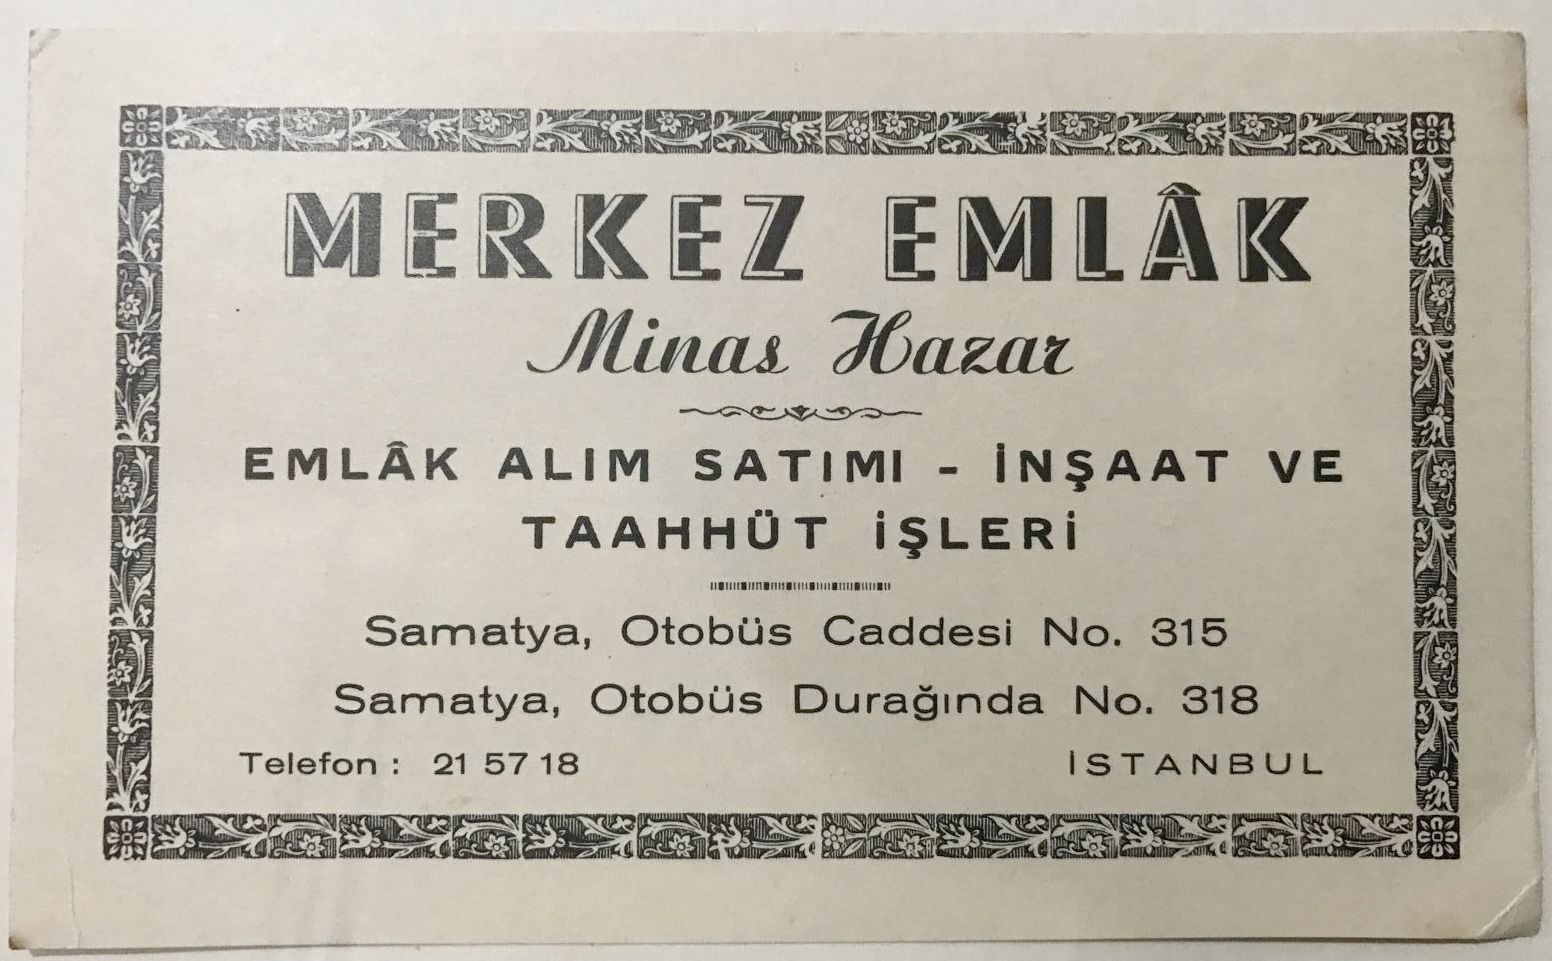 MERKEZ EMLÂK
Minas Hazar
EMLÂK ALIM SATIMI - İNŞAAT VE
TAAHHÜT İŞLERİ
Samatya, Otobüs Caddesi No. 315
Samatya, Otobüs Durağında No. 318
Telefon : 21 57 18
İSTANBUL